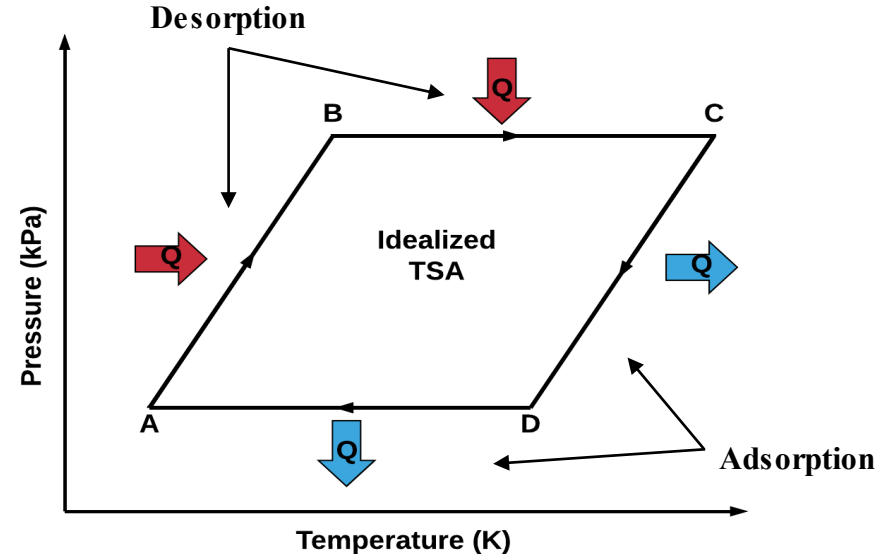 Desorption
Q
B
C
Pressure (kPa)
Idealized
TSA
Q
Q
A
D
Q
Adsorption
Temperature (K)